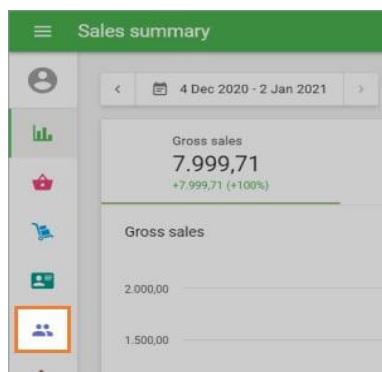 Sales summary
4 Dec 2020 - 2 Jan 2021
Gross sales
7.999,71
+7.999,71 (+100%)
Gross sales
2.000,00
1.500,00